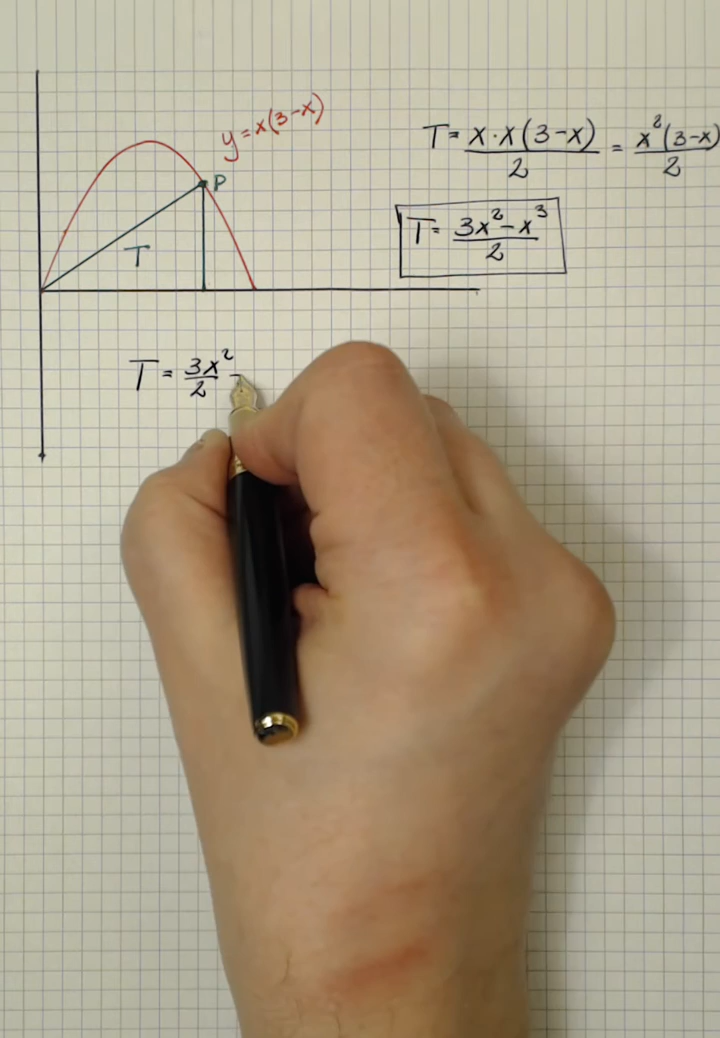 y=x(3-x)
P
T
T = x·x(3-x)/2 = x²(3-x)/2
T = 3x²-x³/2
T = 3x²/2 -